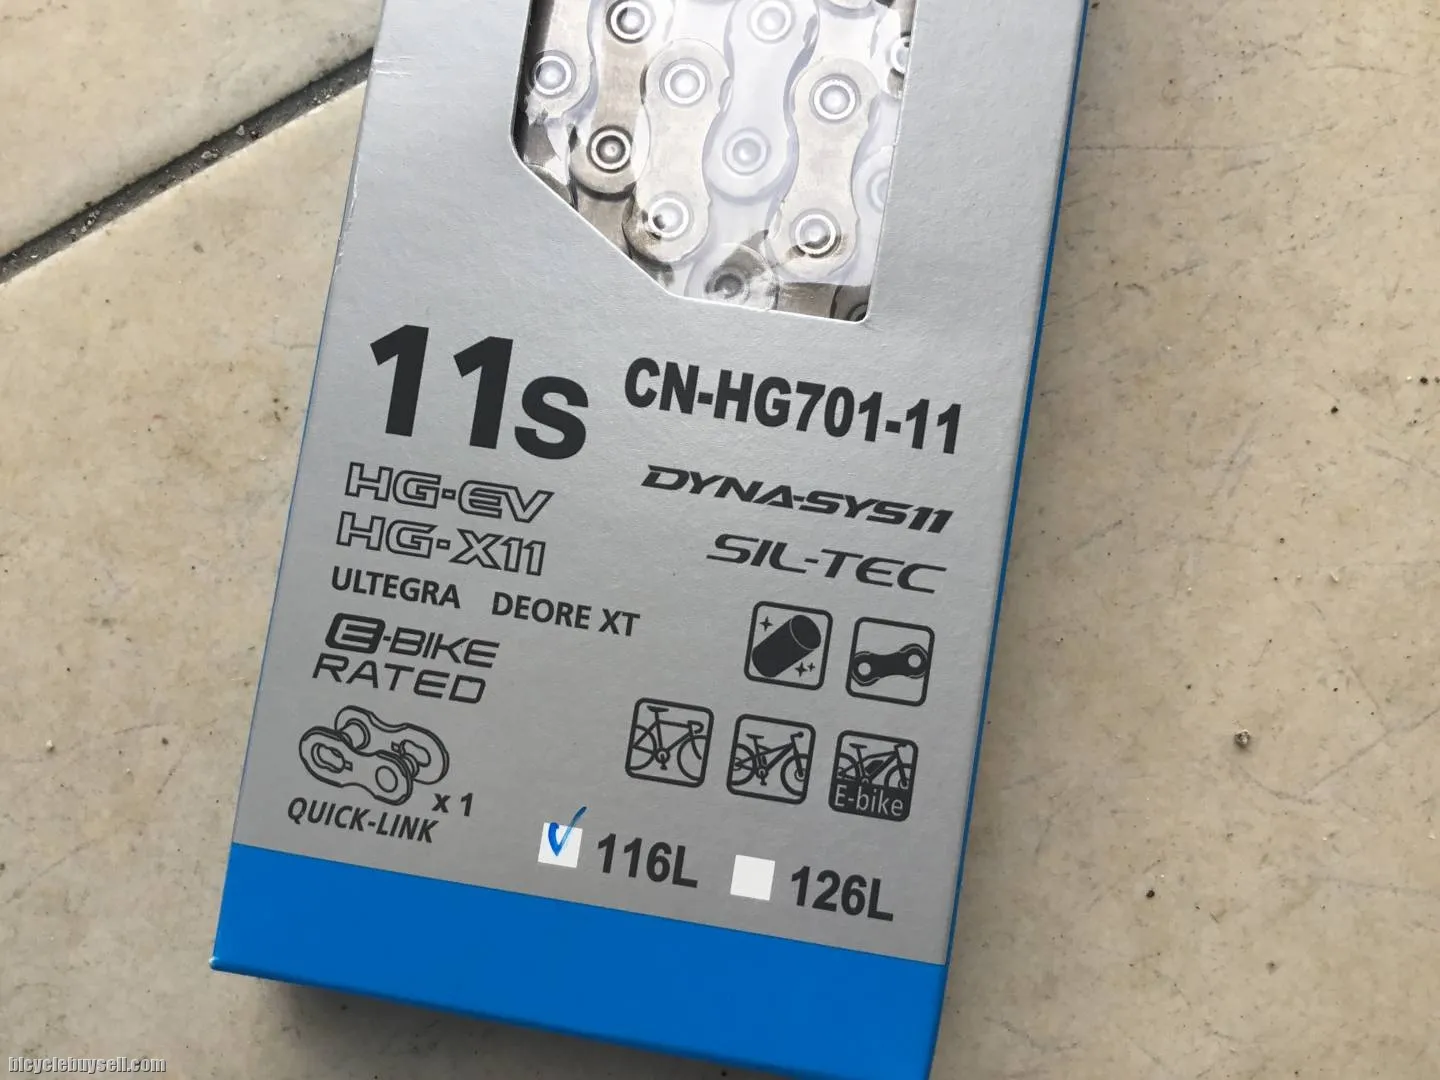 11s
CN-HG701-11
HG-EV
HG-X11
DYNA-SYS11
SIL-TEC
ULTEGRA DEORE XT
E-BIKE
RATED
x 1
QUICK-LINK
E-bike
116L 126L
bicyclebuysell.com